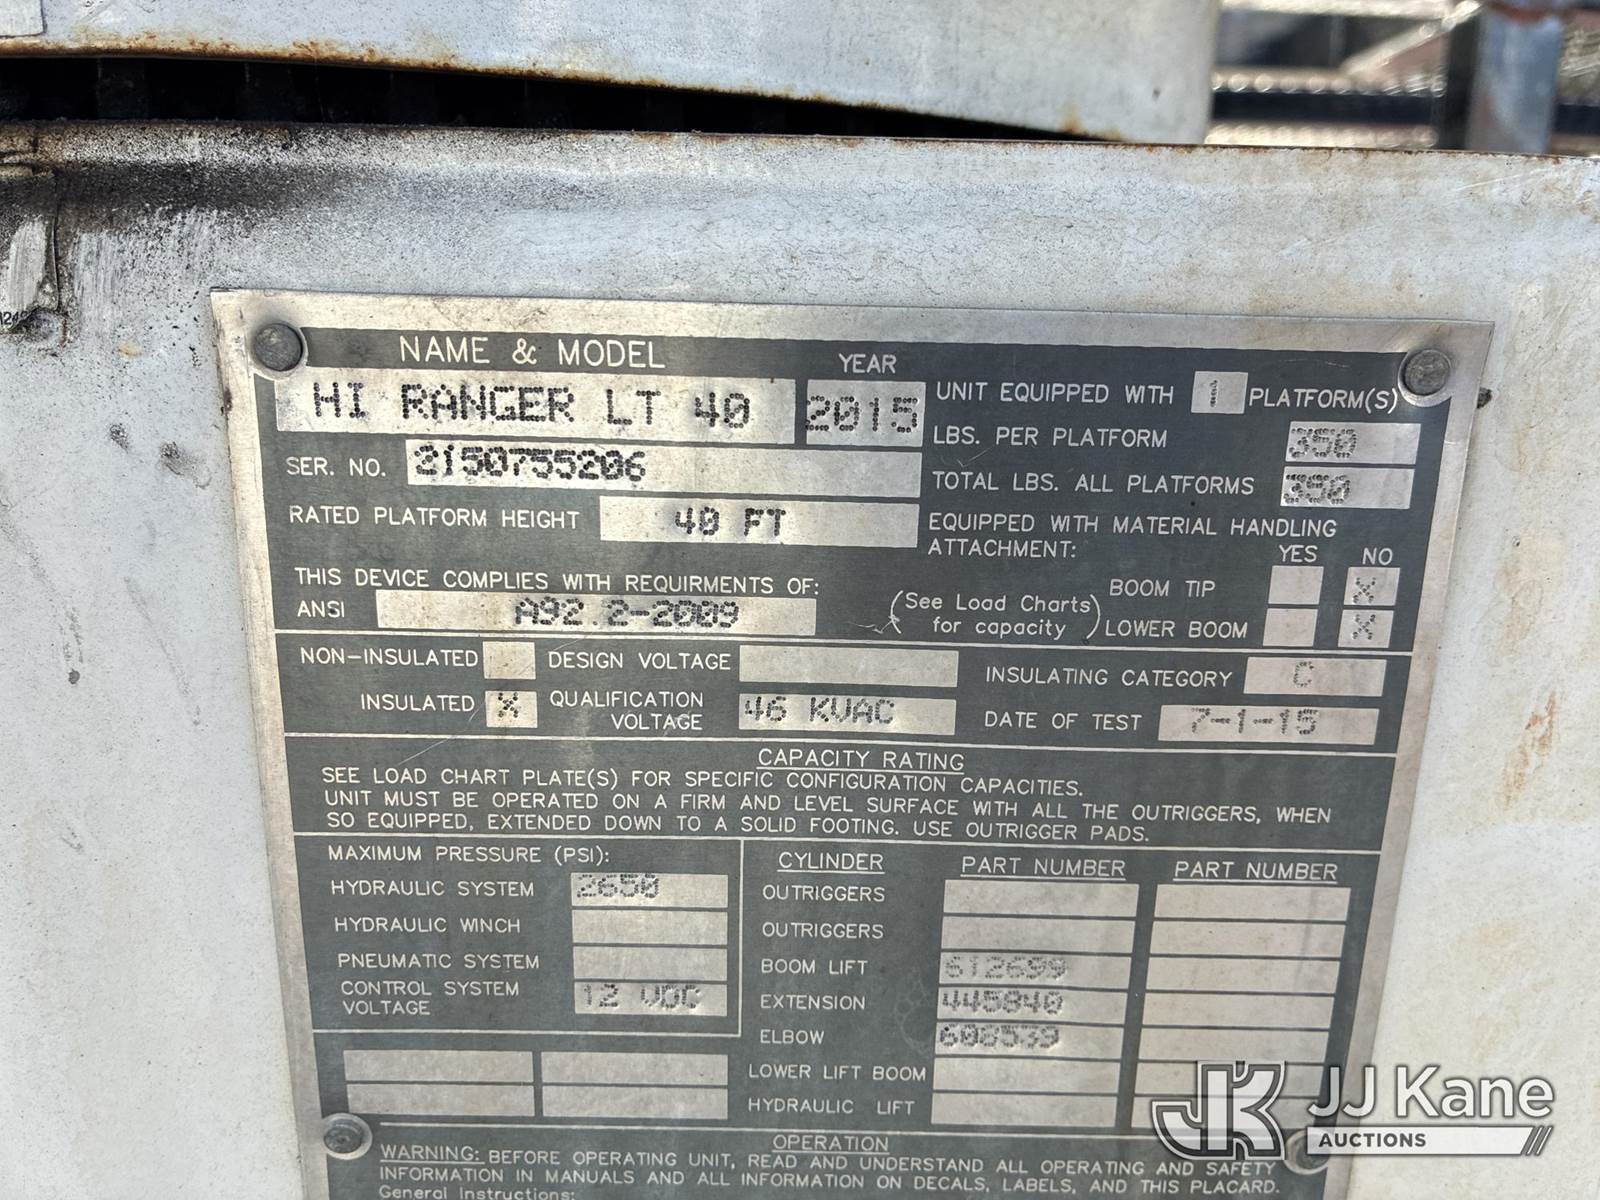 NAME & MODEL YEAR
HI RANGER LT 40 2015
SER. NO. 2150755206
RATED PLATFORM HEIGHT 40 FT
THIS DEVICE COMPLIES WITH REQUIRMENTS OF:
ANSI A92.2-2009
UNIT EQUIPPED WITH 1 PLATFORM(S)
LBS. PER PLATFORM 350
TOTAL LBS. ALL PLATFORMS 350
EQUIPPED WITH MATERIAL HANDLING
ATTACHMENT: YES NO
BOOM TIP X
(See Load Charts
for capacity) LOWER BOOM X
NON-INSULATED DESIGN VOLTAGE INSULATING CATEGORY C
INSULATED X QUALIFICATION
VOLTAGE 46 KVAC DATE OF TEST 7-1-15
CAPACITY RATING
SEE LOAD CHART PLATE(S) FOR SPECIFIC CONFIGURATION CAPACITIES.
UNIT MUST BE OPERATED ON A FIRM AND LEVEL SURFACE WITH ALL THE OUTRIGGERS, WHEN
SO EQUIPPED, EXTENDED DOWN TO A SOLID FOOTING. USE OUTRIGGER PADS.
MAXIMUM PRESSURE (PSI):
HYDRAULIC SYSTEM 2650
HYDRAULIC WINCH
PNEUMATIC SYSTEM
CONTROL SYSTEM
VOLTAGE 12 VDC
CYLINDER PART NUMBER PART NUMBER
OUTRIGGERS
OUTRIGGERS
BOOM LIFT 612699
EXTENSION 445840
ELBOW 608539
LOWER LIFT BOOM
HYDRAULIC LIFT
OPERATION
WARNING: BEFORE OPERATING UNIT, READ AND UNDERSTAND ALL OPERATING AND SAFETY
INFORMATION IN MANUALS AND ALL INFORMATION ON DECALS, LABELS, AND THIS PLACARD.
General Instructions:
JK JJ Kane
AUCTIONS